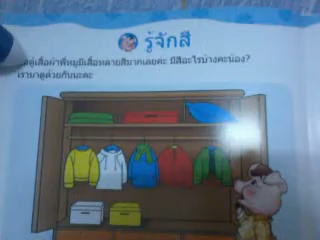 รู้จักสี
ตู้เสื้อผ้าพี่หมูมีเสื้อหลายสีมากเลยค่ะ มีสีอะไรบ้างคะน้อง?
เรามาดูด้วยกันนะคะ